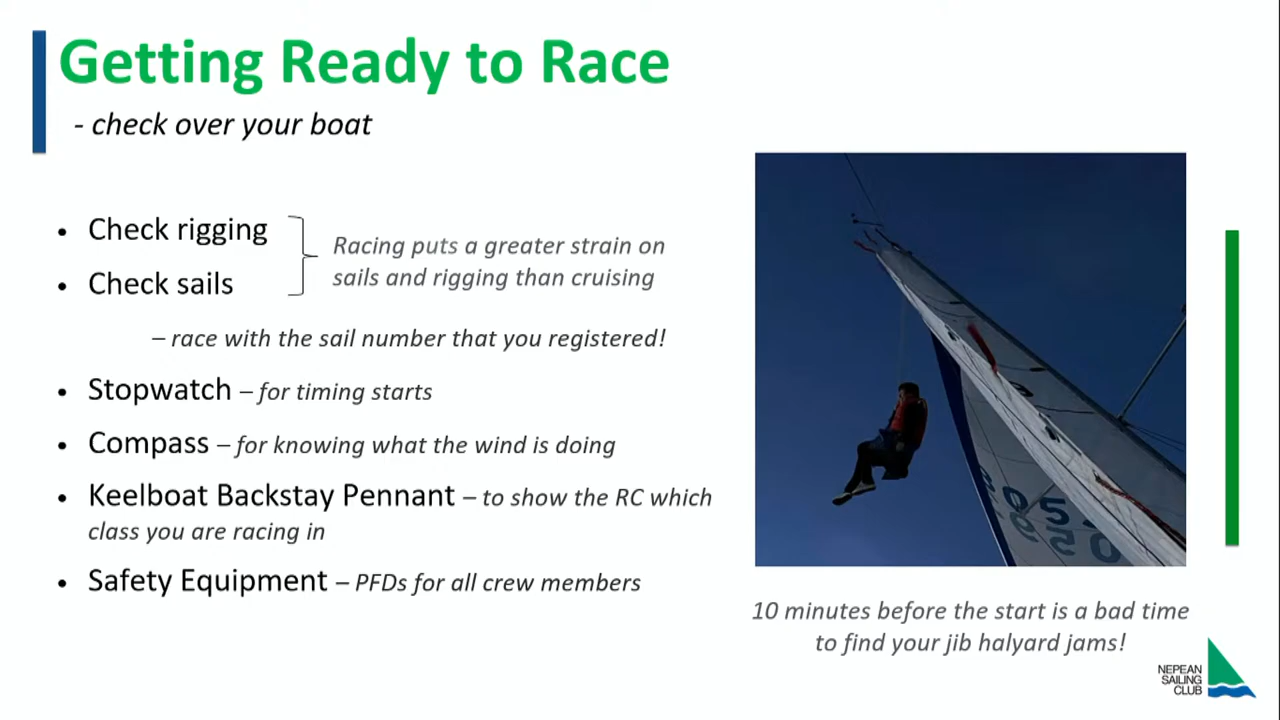 Getting Ready to Race
- check over your boat
• Check rigging
• Check sails
Racing puts a greater strain on
sails and rigging than cruising
– race with the sail number that you registered!
• Stopwatch – for timing starts
• Compass – for knowing what the wind is doing
• Keelboat Backstay Pennant – to show the RC which
class you are racing in
• Safety Equipment – PFDs for all crew members
10 minutes before the start is a bad time
to find your jib halyard jams!
NEPEAN
SAILING
CLUB